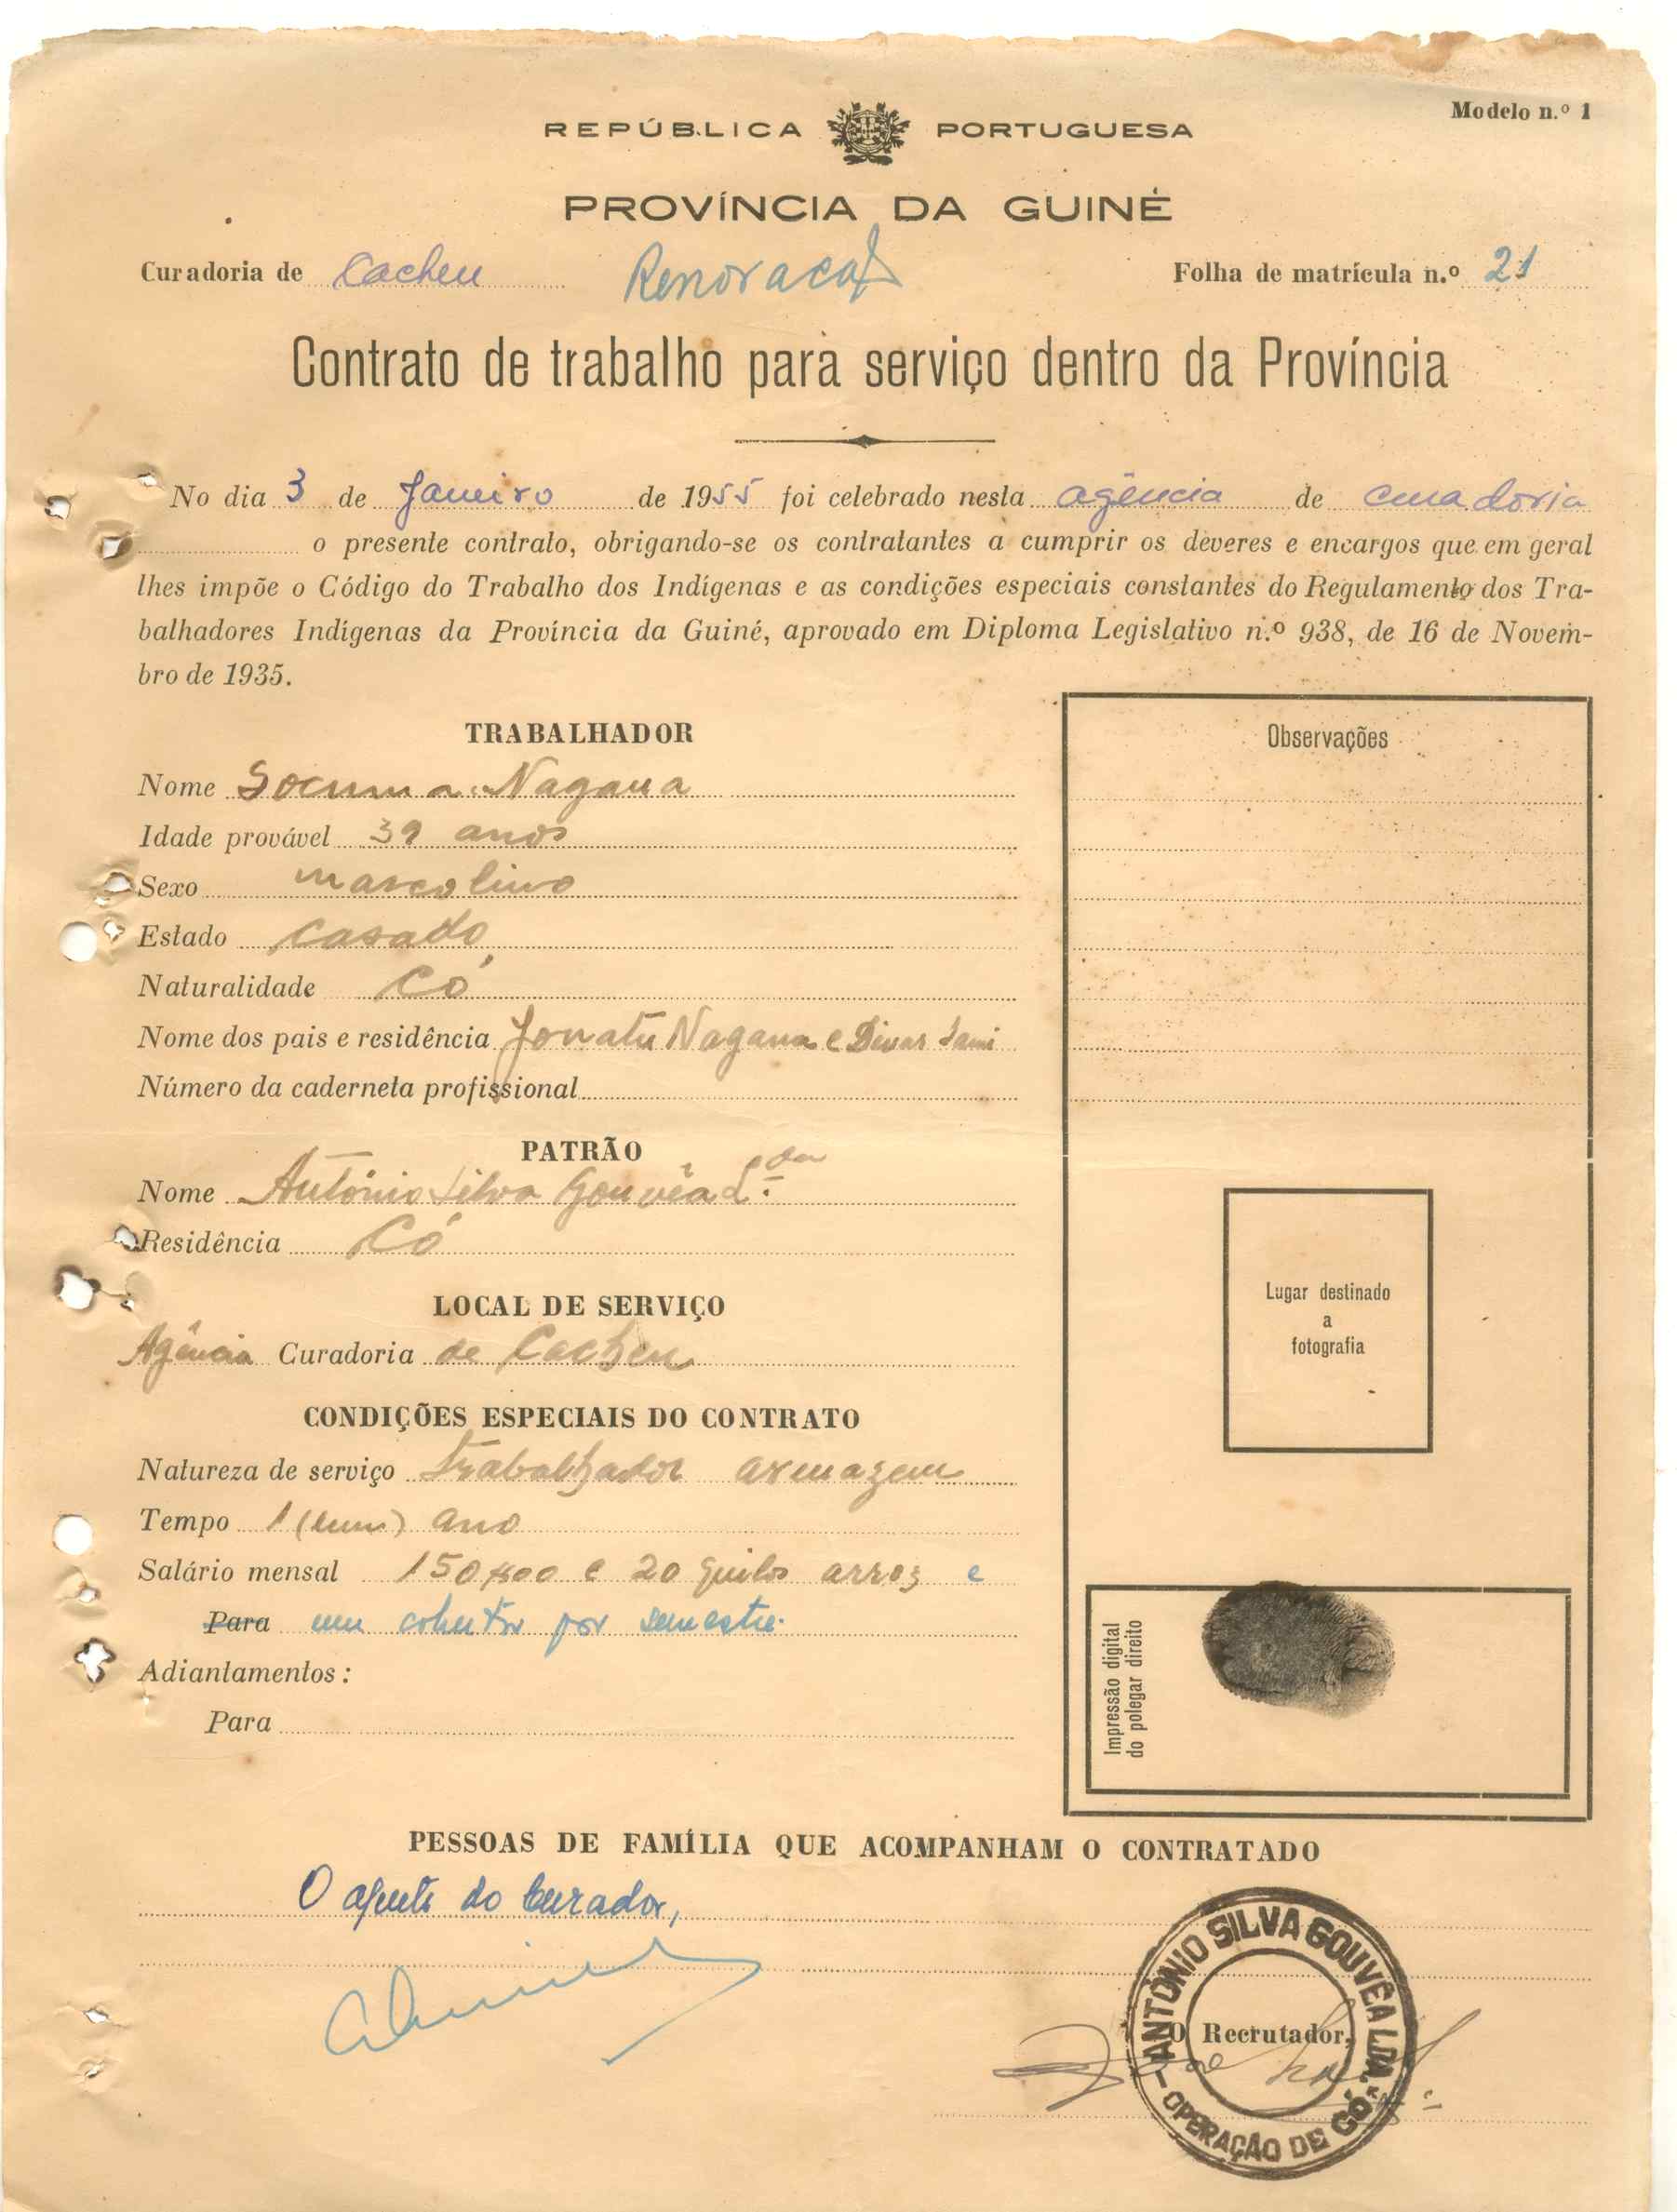 Modelo n.º 1
REPÚBLICA PORTUGUESA
PROVÍNCIA DA GUINÉ
Curadoria de Cacheu Renovação Folha de matrícula n.º 21
Contrato de trabalho para serviço dentro da Província
No dia 3 de Janeiro de 1955 foi celebrado nesta agência de curadoria
o presente contrato, obrigando-se os contratantes a cumprir os deveres e encargos que em geral
lhes impõe o Código do Trabalho dos Indígenas e as condições especiais constantes do Regulamento dos Tra-
balhadores Indígenas da Província da Guiné, aprovado em Diploma Legislativo n.º 938, de 16 de Novem-
bro de 1935.
TRABALHADOR
Nome Socuma Nagana
Idade provável 39 anos
Sexo mascolino
Estado casado
Naturalidade Có
Nome dos pais e residência Nagana e
Número da caderneta profissional
PATRÃO
Nome António Silva Gouvêa L.da
Residência Có
LOCAL DE SERVIÇO
Agência Curadoria de Cacheu
CONDIÇÕES ESPECIAIS DO CONTRATO
Natureza de serviço trabalhador armazem
Tempo 1 (um) ano
Salário mensal 150$00 e 20 quilos arroz e
Para um cobertor por semestre.
Adiantamentos:
Para
Observações
Lugar destinado
a
fotografia
Impressão digital
do polegar direito
PESSOAS DE FAMÍLIA QUE ACOMPANHAM O CONTRATADO
O agente do Curador,
O Recrutador,
ANTÓNIO SILVA GOUVÊA LDA.
OPERAÇÃO DE CÓ